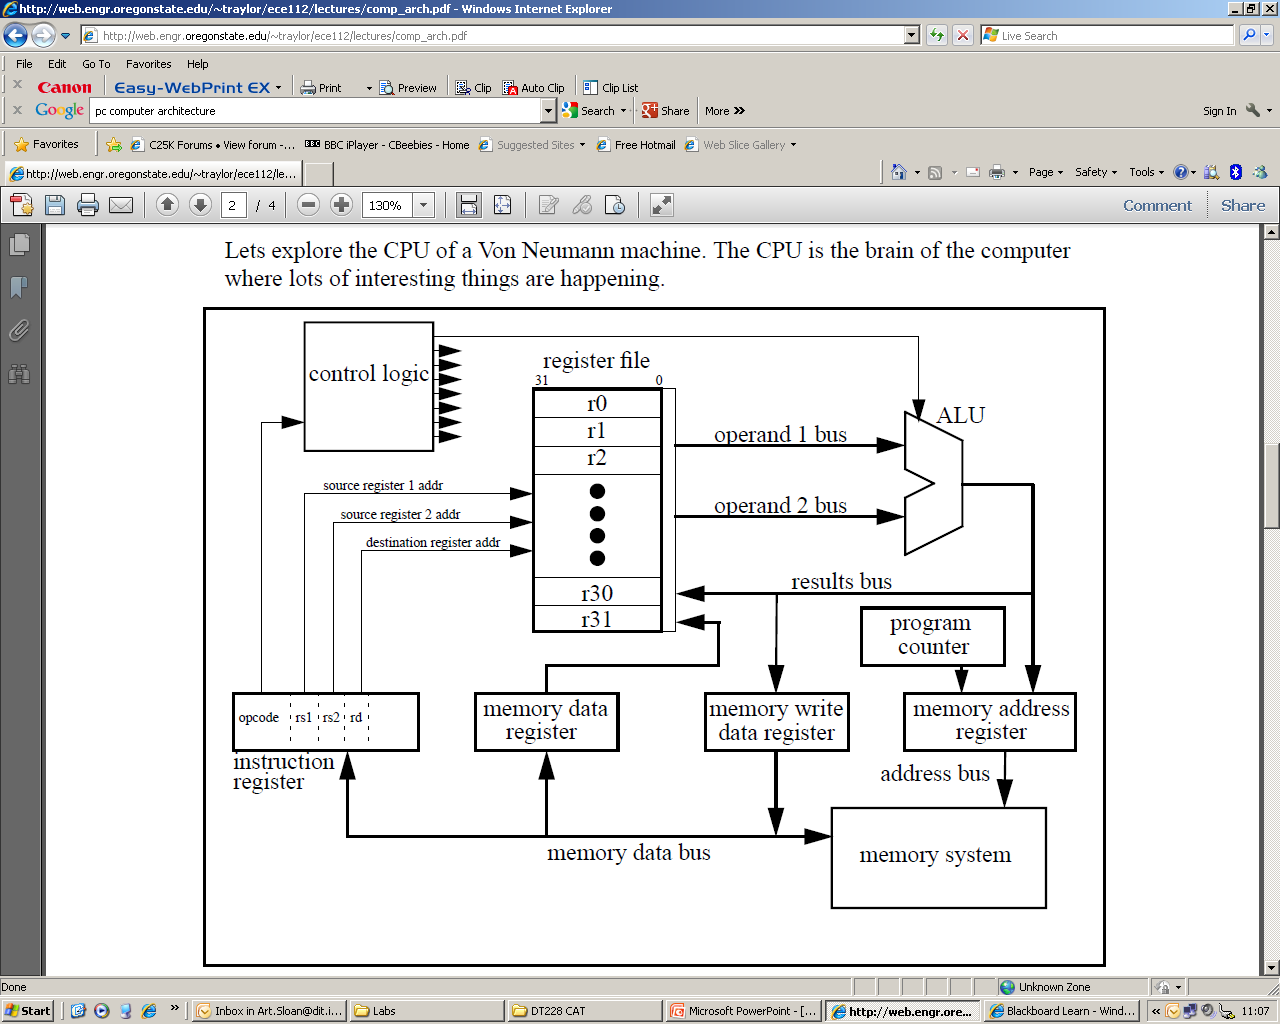 http://web.engr.oregonstate.edu/~traylor/ece112/lectures/comp_arch.pdf - Windows Internet Explorer
http://web.engr.oregonstate.edu/~traylor/ece112/lectures/comp_arch.pdf
Live Search
File Edit Go To Favorites Help
Canon Easy-WebPrint EX Print Preview Clip Auto Clip Clip List
Google pc computer architecture Search Share More Sign In
Favorites C25K Forums • View forum -... BBC BBC iPlayer - CBeebies - Home Suggested Sites Free Hotmail Web Slice Gallery
http://web.engr.oregonstate.edu/~traylor/ece112/le... Page Safety Tools
2 / 4 130% Comment Share
Lets explore the CPU of a Von Neumann machine. The CPU is the brain of the computer
where lots of interesting things are happening.
control logic
register file
31 0
r0
r1
r2
r30
r31
ALU
operand 1 bus
operand 2 bus
source register 1 addr
source register 2 addr
destination register addr
results bus
program
counter
opcode rs1 rs2 rd
instruction
register
memory data
register
memory write
data register
memory address
register
address bus
memory data bus
memory system
Done
Unknown Zone
Start
Inbox in Art.Sloan@dit.i...
Labs
DT228 CAT
Microsoft PowerPoint - [...
http://web.engr.ore...
Blackboard Learn - Wind...
11:07